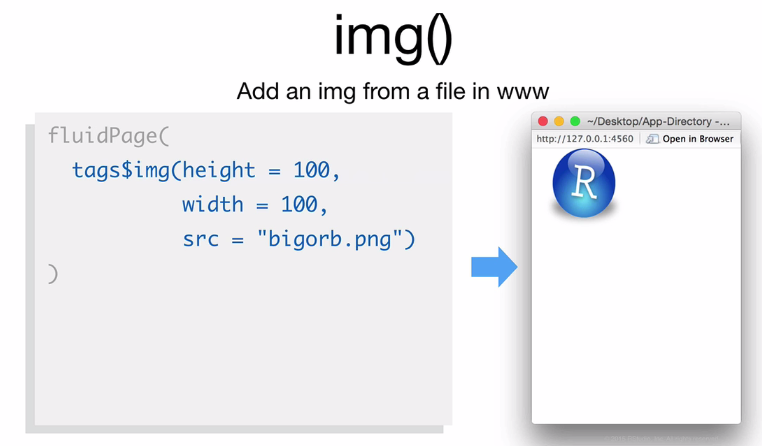 img()
Add an img from a file in www
fluidPage(
tags$img(height = 100,
width = 100,
src = "bigorb.png")
)
~/Desktop/App-Directory -...
http://127.0.0.1:4560 Open in Browser
R